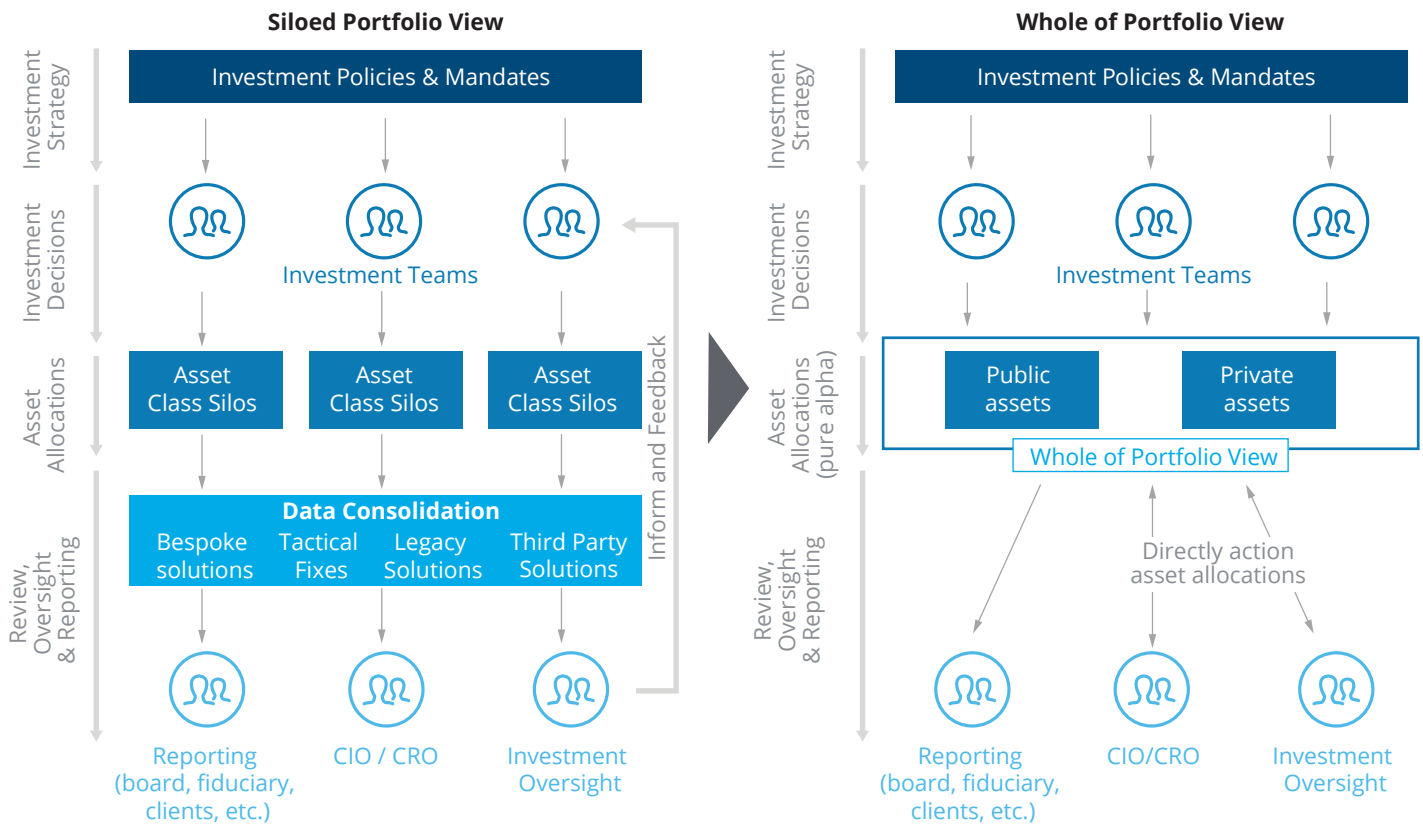 Siloed Portfolio View
Investment Policies & Mandates
Investment
Strategy
Investment
Decisions
Investment Teams
Asset
Allocations
Asset
Class Silos
Asset
Class Silos
Asset
Class Silos
Inform and Feedback
Review,
Oversight
& Reporting
Data Consolidation
Bespoke
solutions
Tactical
Fixes
Legacy
Solutions
Third Party
Solutions
Reporting
(board, fiduciary,
clients, etc.)
CIO / CRO
Investment
Oversight
Whole of Portfolio View
Investment Policies & Mandates
Investment
Strategy
Investment
Decisions
Investment Teams
Asset
Allocations
(pure alpha)
Public
assets
Private
assets
Whole of Portfolio View
Review,
Oversight
& Reporting
Directly action
asset allocations
Reporting
(board, fiduciary,
clients, etc.)
CIO/CRO
Investment
Oversight